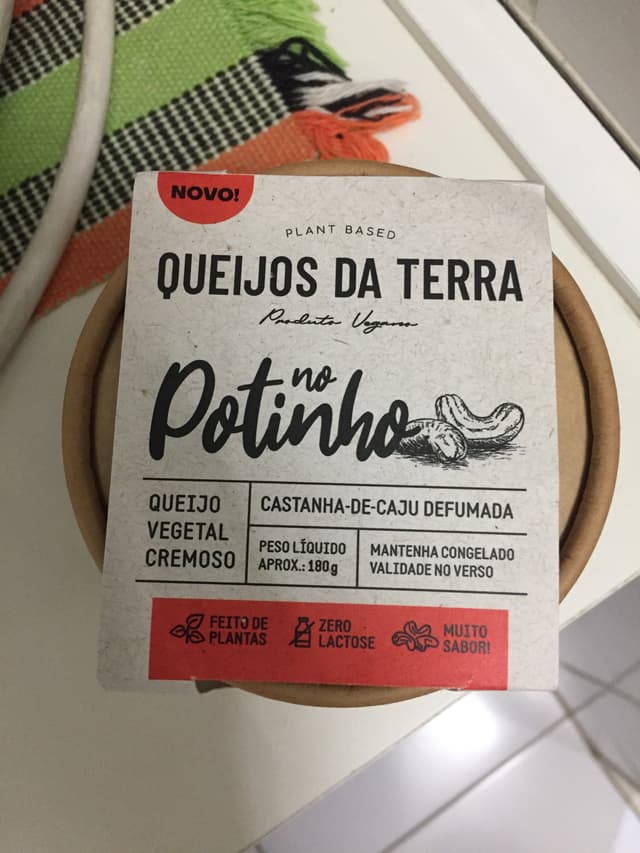 NOVO!
PLANT BASED
QUEIJOS DA TERRA
Produto Vegano
no
Potinho
QUEIJO
VEGETAL
CREMOSO
CASTANHA-DE-CAJU DEFUMADA
PESO LÍQUIDO
APROX.: 180g
MANTENHA CONGELADO
VALIDADE NO VERSO
FEITO DE
PLANTAS
ZERO
LACTOSE
MUITO
SABOR!